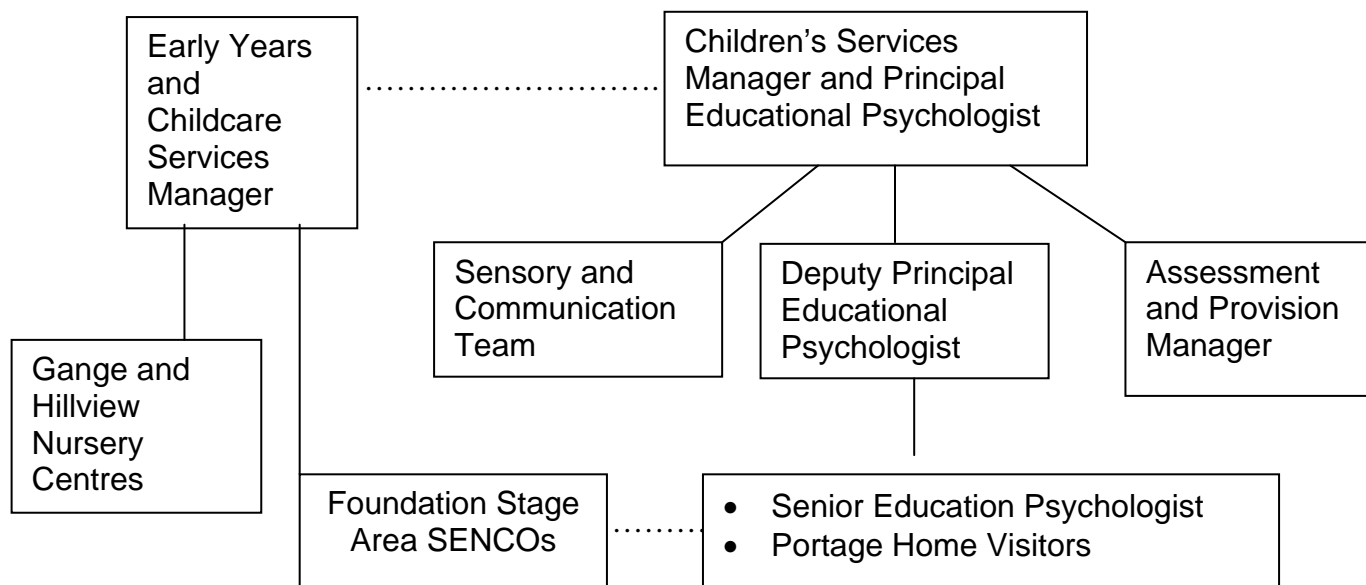 Early Years
and
Childcare
Services
Manager
Children’s Services
Manager and Principal
Educational Psychologist
Sensory and
Communication
Team
Deputy Principal
Educational
Psychologist
Assessment
and Provision
Manager
Gange and
Hillview
Nursery
Centres
Foundation Stage
Area SENCOs
• Senior Education Psychologist
• Portage Home Visitors